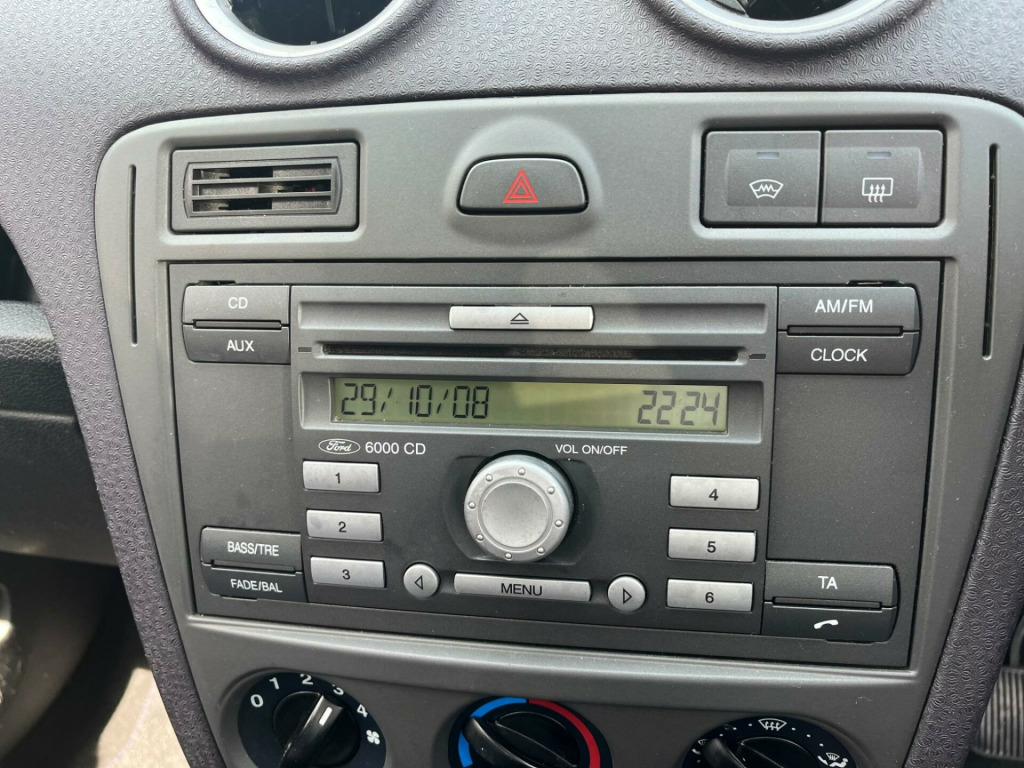 CD
AM/FM
AUX
CLOCK
29/10/08 22:24
Ford 6000 CD VOL ON/OFF
1
4
2
5
3
6
BASS/TRE
FADE/BAL
MENU
TA
0 1 2 3 4